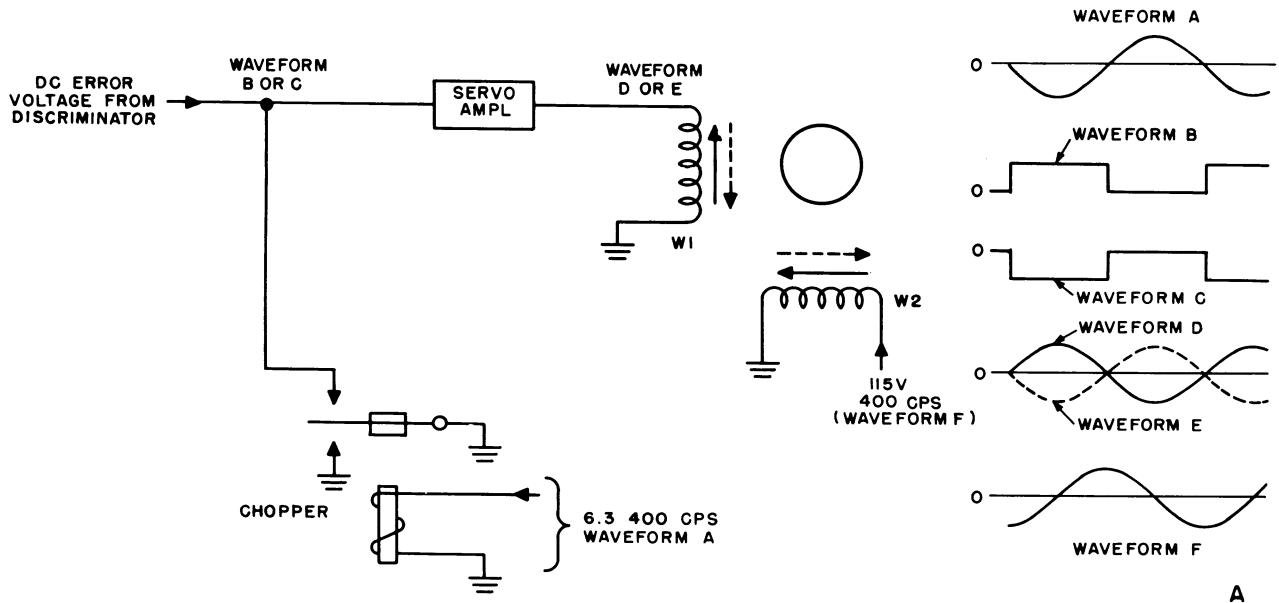 DC ERROR
VOLTAGE FROM
DISCRIMINATOR
WAVEFORM
B OR C
SERVO
AMPL
WAVEFORM
D OR E
W1
W2
115V
400 CPS
(WAVEFORM F)
CHOPPER
6.3 400 CPS
WAVEFORM A
WAVEFORM A
0
WAVEFORM B
0
0
WAVEFORM C
WAVEFORM D
0
WAVEFORM E
0
WAVEFORM F
A